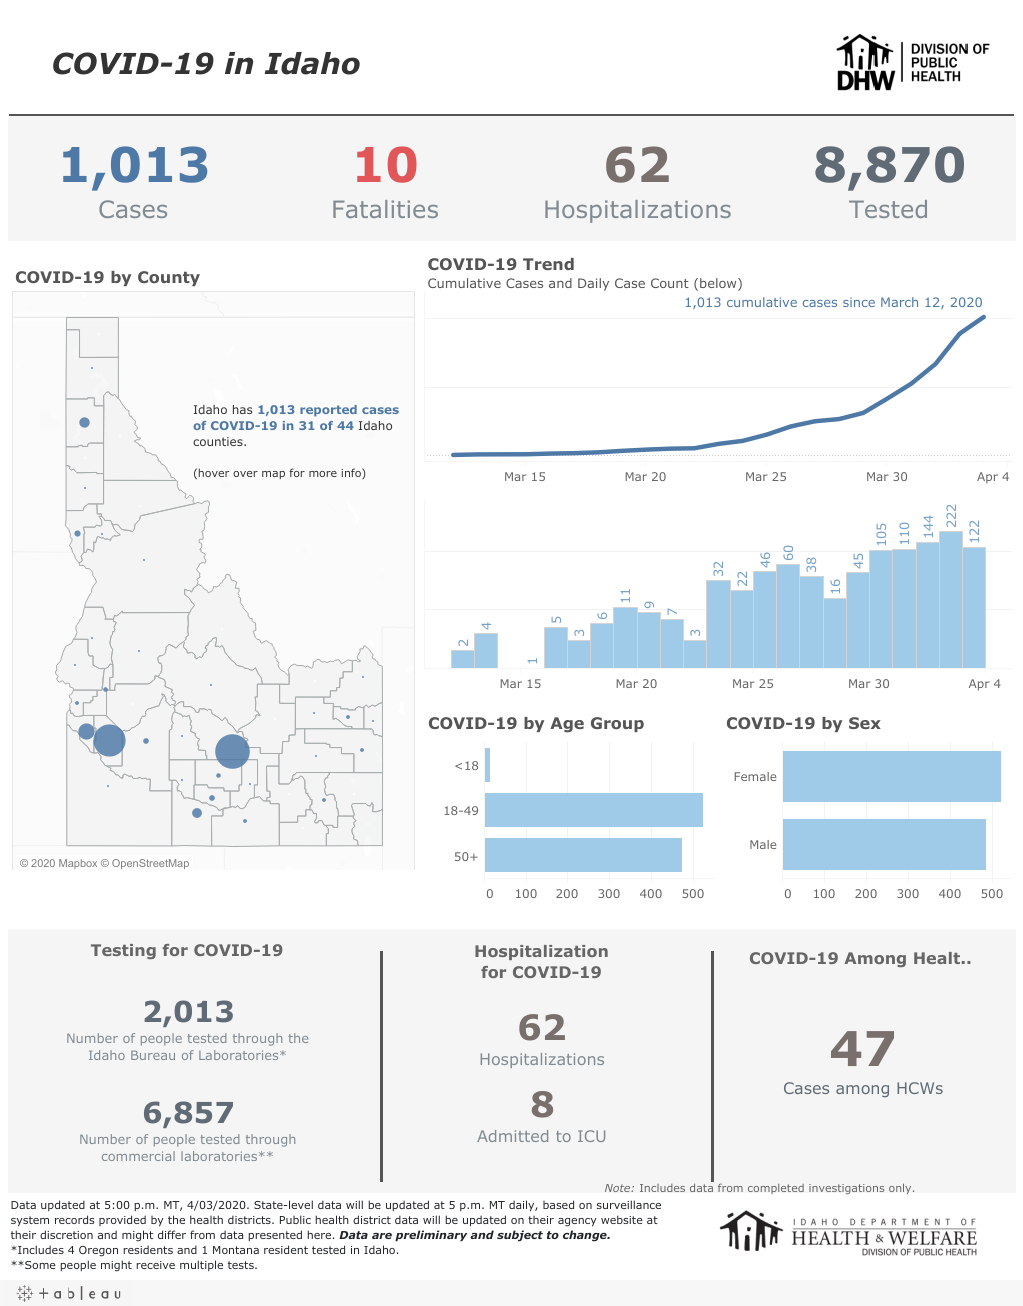 COVID-19 in Idaho
DHW
DIVISION OF
PUBLIC
HEALTH
1,013
Cases
10
Fatalities
62
Hospitalizations
8,870
Tested
COVID-19 by County
Idaho has 1,013 reported cases
of COVID-19 in 31 of 44 Idaho
counties.
(hover over map for more info)
© 2020 Mapbox © OpenStreetMap
COVID-19 Trend
Cumulative Cases and Daily Case Count (below)
1,013 cumulative cases since March 12, 2020
Mar 15 Mar 20 Mar 25 Mar 30 Apr 4
2 4 1 5 3 6 11 9 7 3 32 22 46 60 38 16 45 105 110 144 222 122
Mar 15 Mar 20 Mar 25 Mar 30 Apr 4
COVID-19 by Age Group
<18
18-49
50+
0 100 200 300 400 500
COVID-19 by Sex
Female
Male
0 100 200 300 400 500
Testing for COVID-19
2,013
Number of people tested through the
Idaho Bureau of Laboratories*
6,857
Number of people tested through
commercial laboratories**
Hospitalization
for COVID-19
62
Hospitalizations
8
Admitted to ICU
COVID-19 Among Healt..
47
Cases among HCWs
Note: Includes data from completed investigations only.
Data updated at 5:00 p.m. MT, 4/03/2020. State-level data will be updated at 5 p.m. MT daily, based on surveillance
system records provided by the health districts. Public health district data will be updated on their agency website at
their discretion and might differ from data presented here. Data are preliminary and subject to change.
*Includes 4 Oregon residents and 1 Montana resident tested in Idaho.
**Some people might receive multiple tests.
IDAHO DEPARTMENT OF
HEALTH & WELFARE
DIVISION OF PUBLIC HEALTH
+ableau